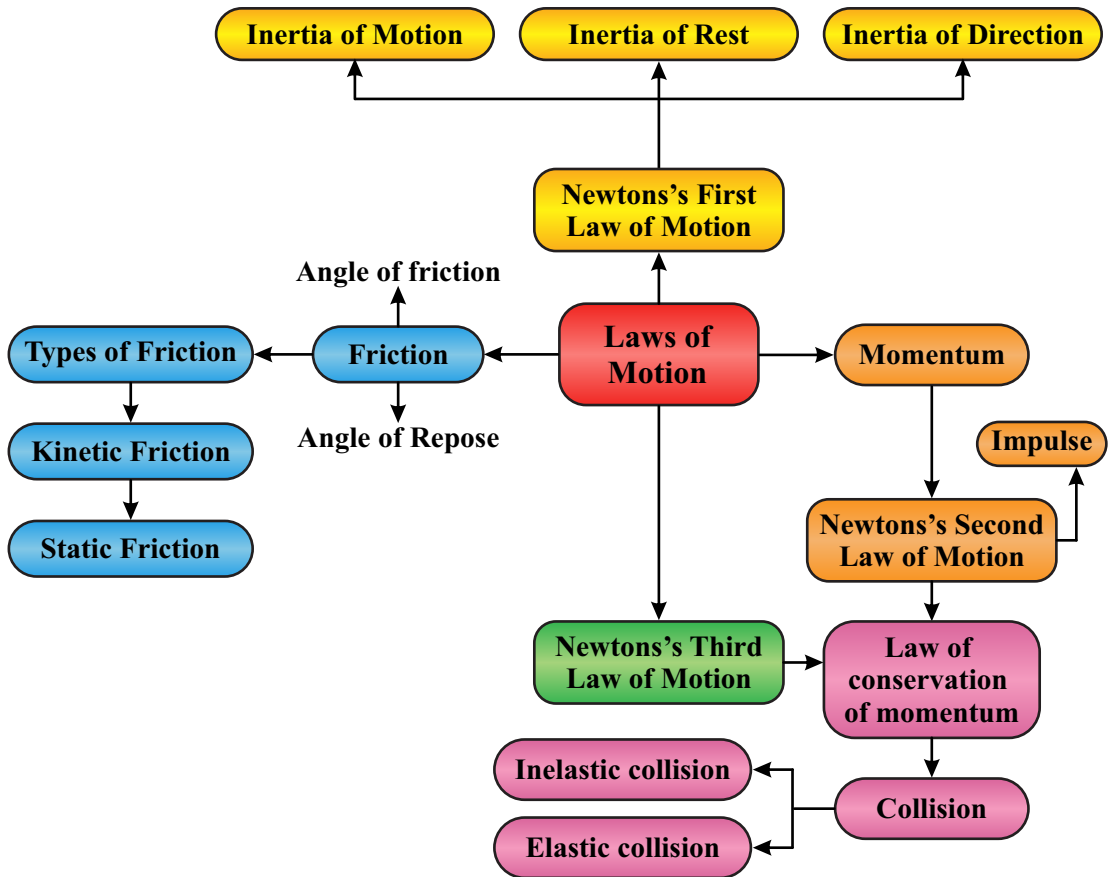 Inertia of Motion
Inertia of Rest
Inertia of Direction
Newtons’s First
Law of Motion
Angle of friction
Types of Friction
Friction
Laws of
Motion
Momentum
Angle of Repose
Kinetic Friction
Impulse
Static Friction
Newtons’s Second
Law of Motion
Newtons’s Third
Law of Motion
Law of
conservation
of momentum
Inelastic collision
Collision
Elastic collision